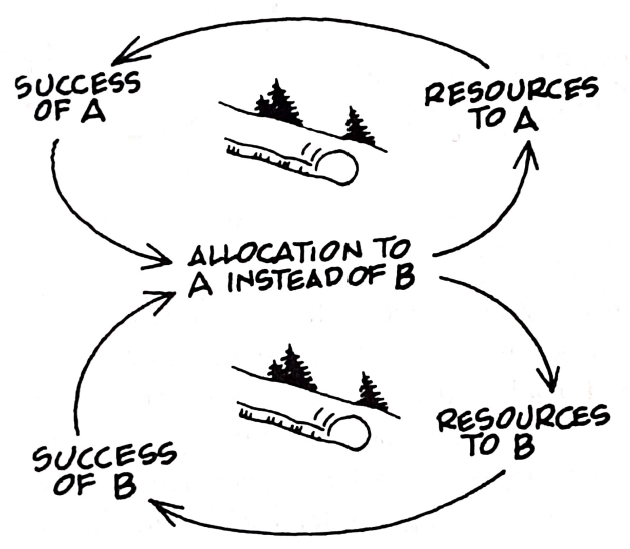 SUCCESS
OF A
RESOURCES
TO A
ALLOCATION TO
A INSTEAD OF B
RESOURCES
TO B
SUCCESS
OF B